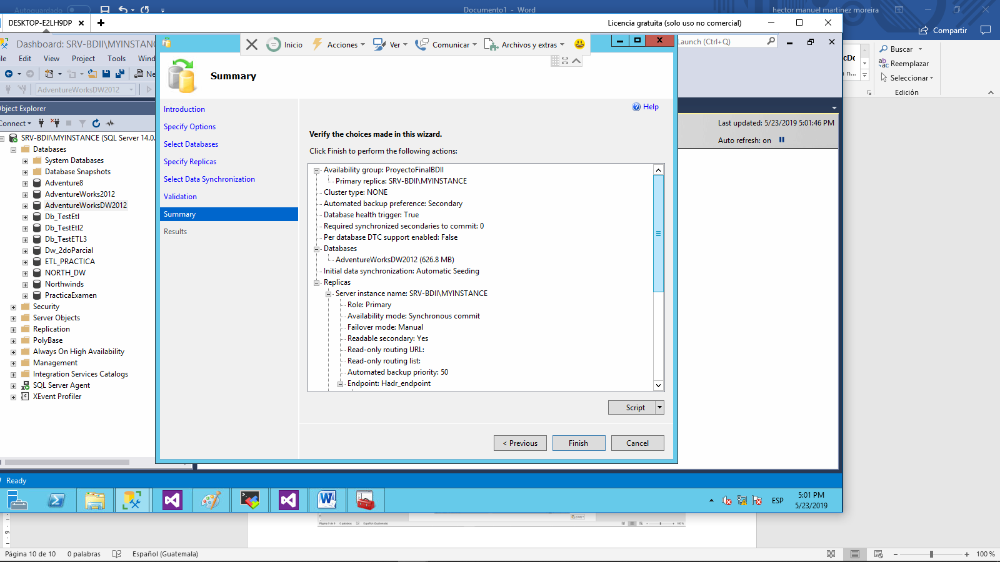 Autoguardado
Documento1 - Word
hector manuel martinez moreira
DESKTOP-E2LH9DP
Licencia gratuita (solo uso no comercial)
Compartir
Dashboard: SRV-BDII\MYINSTANC
Inicio
Acciones
Ver
Comunicar
Archivos y extras
Launch (Ctrl+Q)
Buscar
Reemplazar
Seleccionar
Edición
ile Edit View Project Tools Wind
Ne
AdventureWorksDW2012
Summary
bject Explorer
onnect
SRV-BDII\MYINSTANCE (SQL Server 14.0.
Databases
System Databases
Database Snapshots
Adventure8
AdventureWorks2012
AdventureWorksDW2012
Db_TestEtl
Db_TestEtl2
Db_TestETL3
Dw_2doParcial
ETL_PRACTICA
NORTH_DW
Northwinds
PracticaExamen
Security
Server Objects
Replication
PolyBase
Always On High Availability
Management
Integration Services Catalogs
SQL Server Agent
XEvent Profiler
Introduction
Specify Options
Select Databases
Specify Replicas
Select Data Synchronization
Validation
Summary
Results
Help
Verify the choices made in this wizard.
Click Finish to perform the following actions:
Availability group: ProyectoFinalBDII
Primary replica: SRV-BDII\MYINSTANCE
Cluster type: NONE
Automated backup preference: Secondary
Database health trigger: True
Required synchronized secondaries to commit: 0
Per database DTC support enabled: False
Databases
AdventureWorksDW2012 (626.8 MB)
Initial data synchronization: Automatic Seeding
Replicas
Server instance name: SRV-BDII\MYINSTANCE
Role: Primary
Availability mode: Synchronous commit
Failover mode: Manual
Readable secondary: Yes
Read-only routing URL:
Read-only routing list:
Automated backup priority: 50
Endpoint: Hadr_endpoint
Script
< Previous
Finish
Cancel
Last updated: 5/23/2019 5:01:46 PM
Auto refresh: on
Ready
ESP
5:01 PM
5/23/2019
Página 10 de 10
0 palabras
Español (Guatemala)
100 %